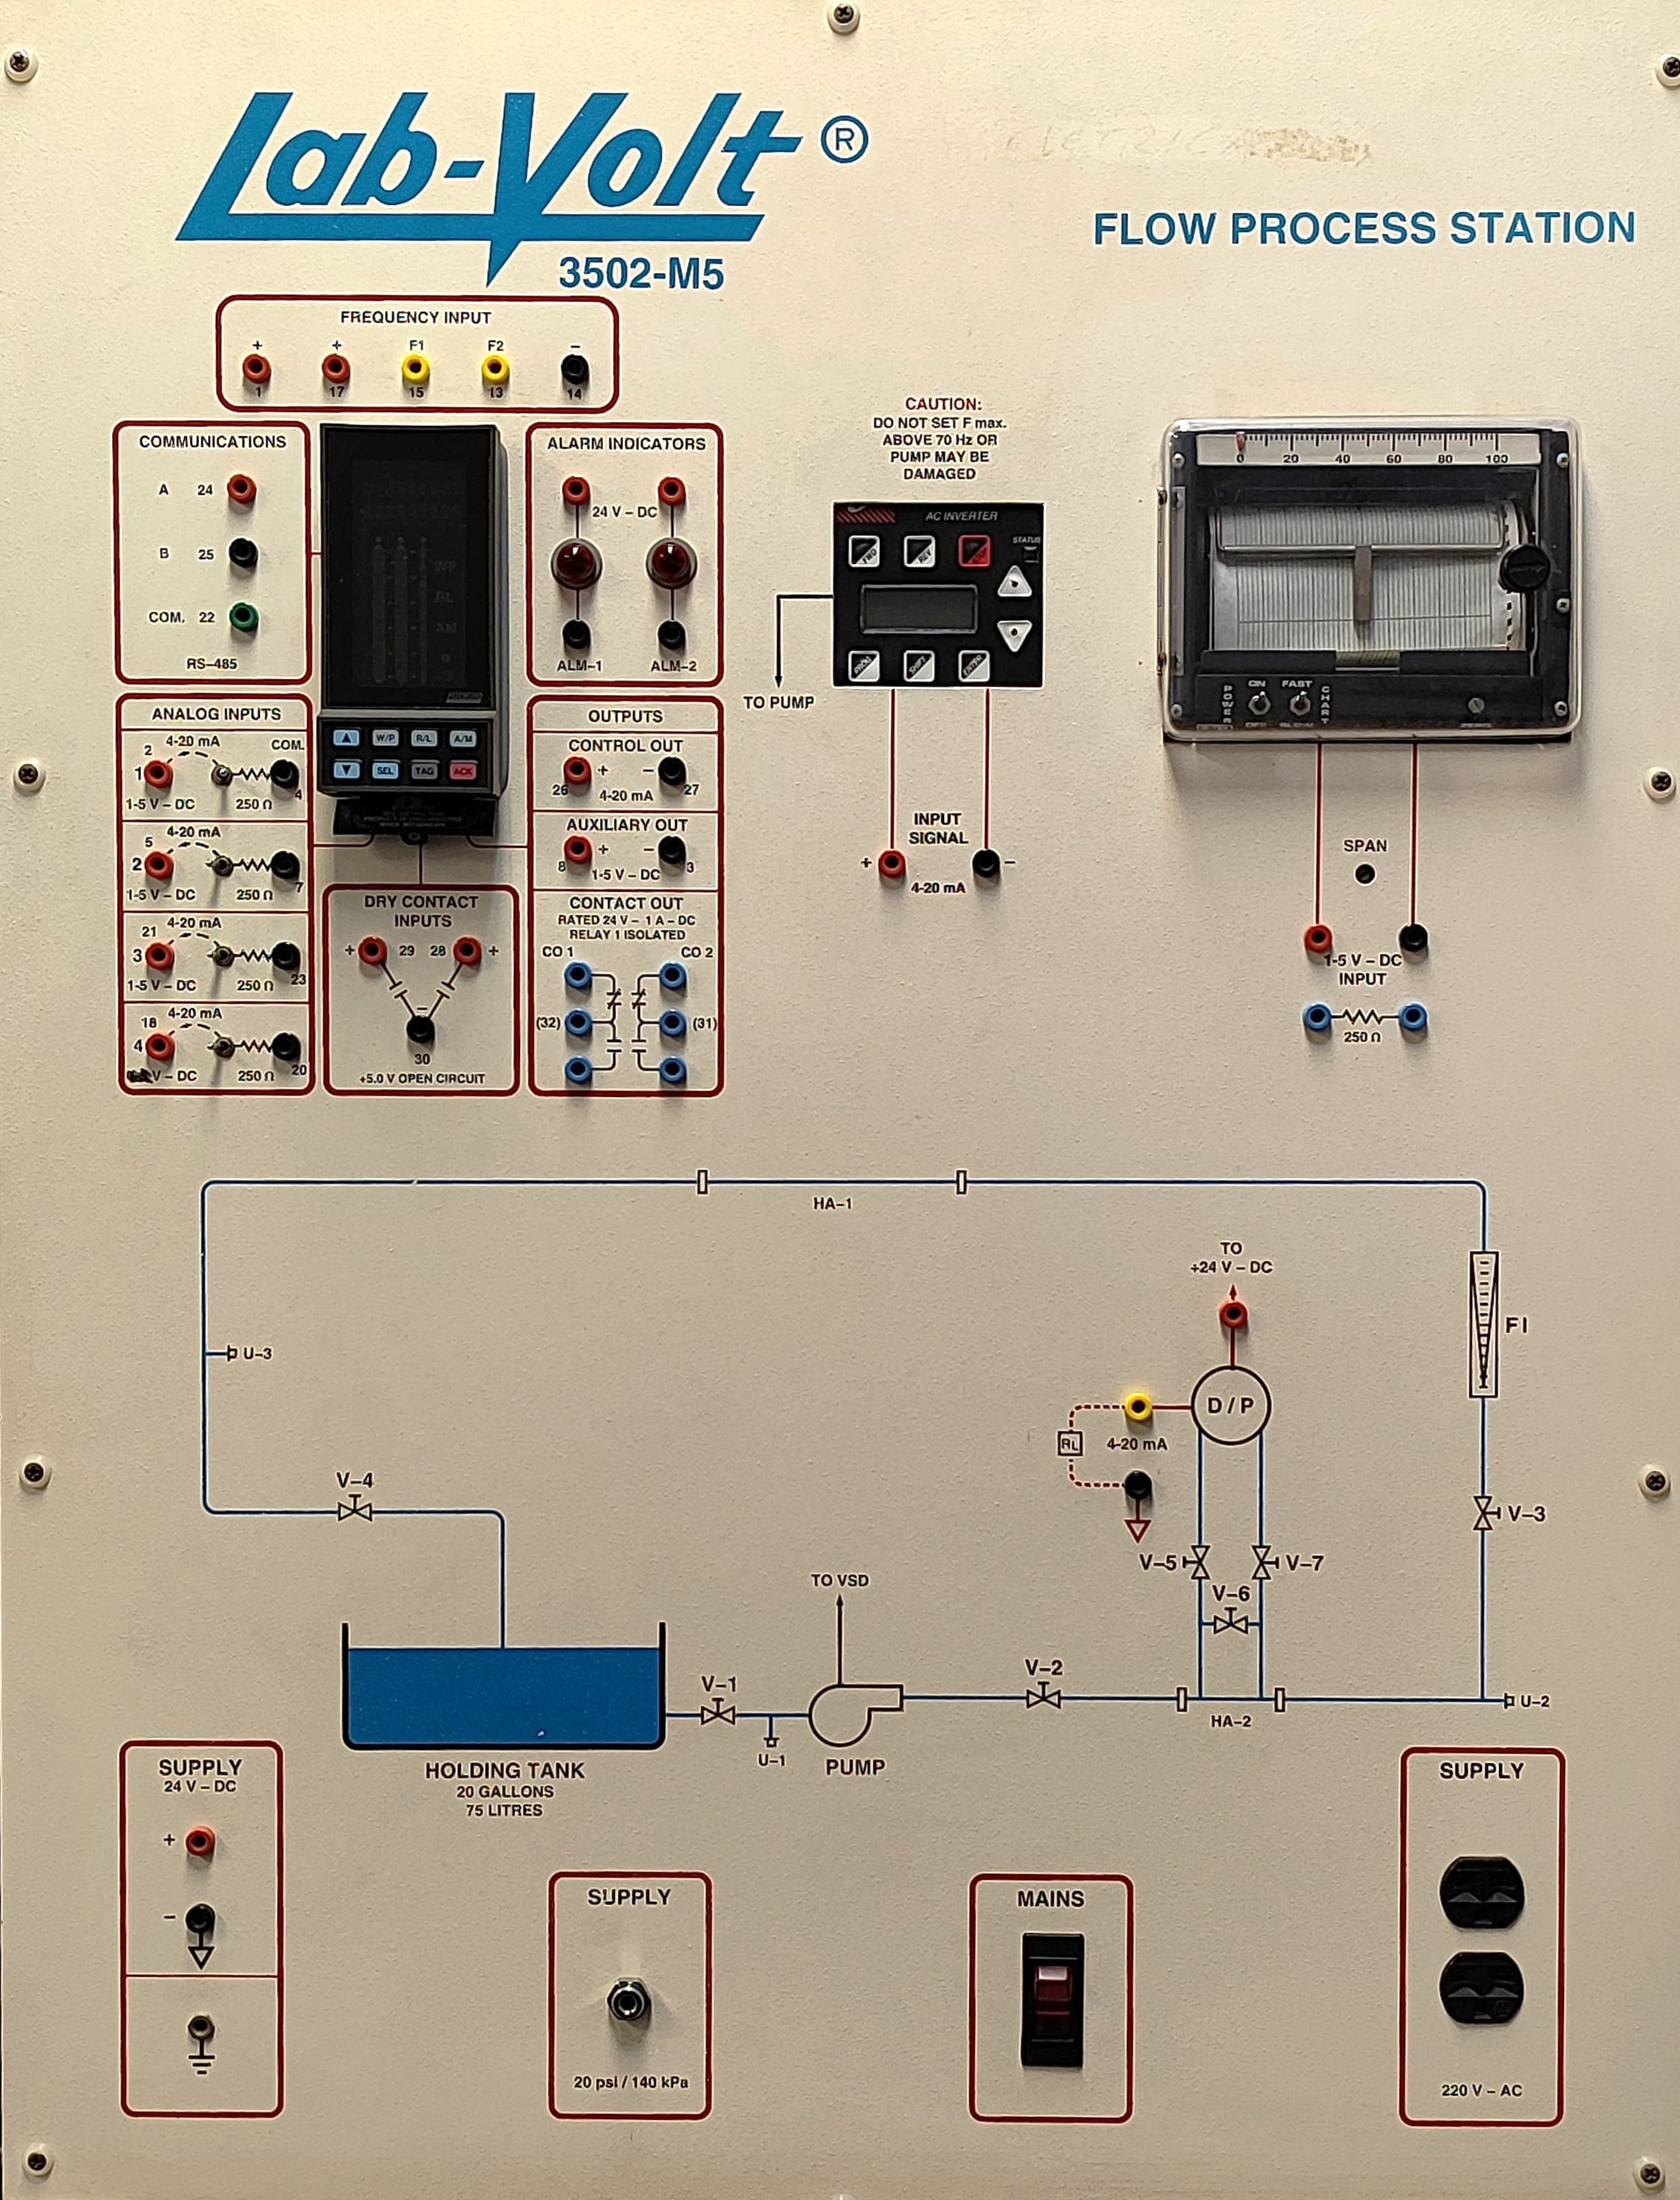 Lab-Volt ®
3502-M5
FLOW PROCESS STATION
FREQUENCY INPUT
+ + F1 F2 −
1 17 15 13 14
COMMUNICATIONS
A 24
B 25
COM. 22
RS-485
ALARM INDICATORS
24 V – DC
ALM-1 ALM-2
CAUTION:
DO NOT SET F max.
ABOVE 70 Hz OR
PUMP MAY BE
DAMAGED
AC INVERTER
STATUS
FWD REV
PROG SHIFT ENTER
TO PUMP
INPUT
SIGNAL
+ −
4-20 mA
0 20 40 60 80 100
POWER
ON
OFF
FAST
SLOW
CHART
SPAN
1-5 V – DC
INPUT
250 Ω
W/P R/L A/M
SEL TAG ACK
ANALOG INPUTS
2 4-20 mA COM.
1 4
1-5 V – DC 250 Ω
5 4-20 mA
2 7
1-5 V – DC 250 Ω
21 4-20 mA
3 23
1-5 V – DC 250 Ω
18 4-20 mA
4 20
V – DC 250 Ω
DRY CONTACT
INPUTS
+ 29 28 +
−
30
+5.0 V OPEN CIRCUIT
OUTPUTS
CONTROL OUT
+ −
26 4-20 mA 27
AUXILIARY OUT
+ −
8 1-5 V – DC 3
CONTACT OUT
RATED 24 V – 1 A – DC
RELAY 1 ISOLATED
CO 1 CO 2
(32) (31)
HA-1
TO
+24 V – DC
FI
D / P
RL 4-20 mA
U-3
V-4
V-3
V-5 V-7
V-6
TO VSD
V-1
V-2
U-1
PUMP
HA-2
U-2
HOLDING TANK
20 GALLONS
75 LITRES
SUPPLY
24 V – DC
+
−
SUPPLY
20 psi / 140 kPa
MAINS
SUPPLY
220 V – AC